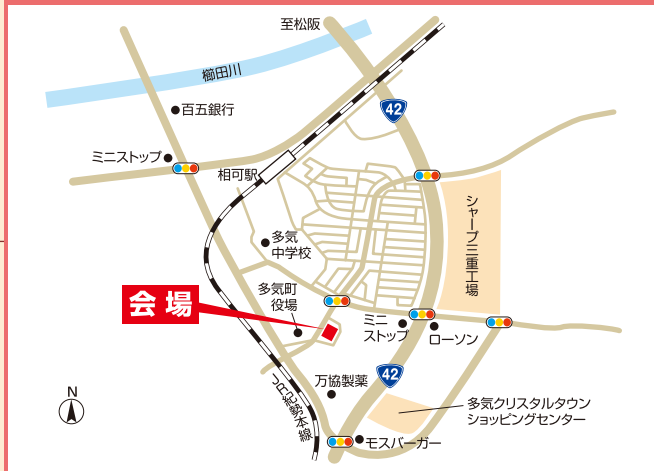 至松阪
櫛田川
42
百五銀行
ミニストップ
相可駅
シャープ三重工場
多気
中学校
多気町
役場
会場
ミニ
ストップ
ローソン
万協製薬
42
JR紀勢本線
N
多気クリスタルタウン
ショッピングセンター
モスバーガー